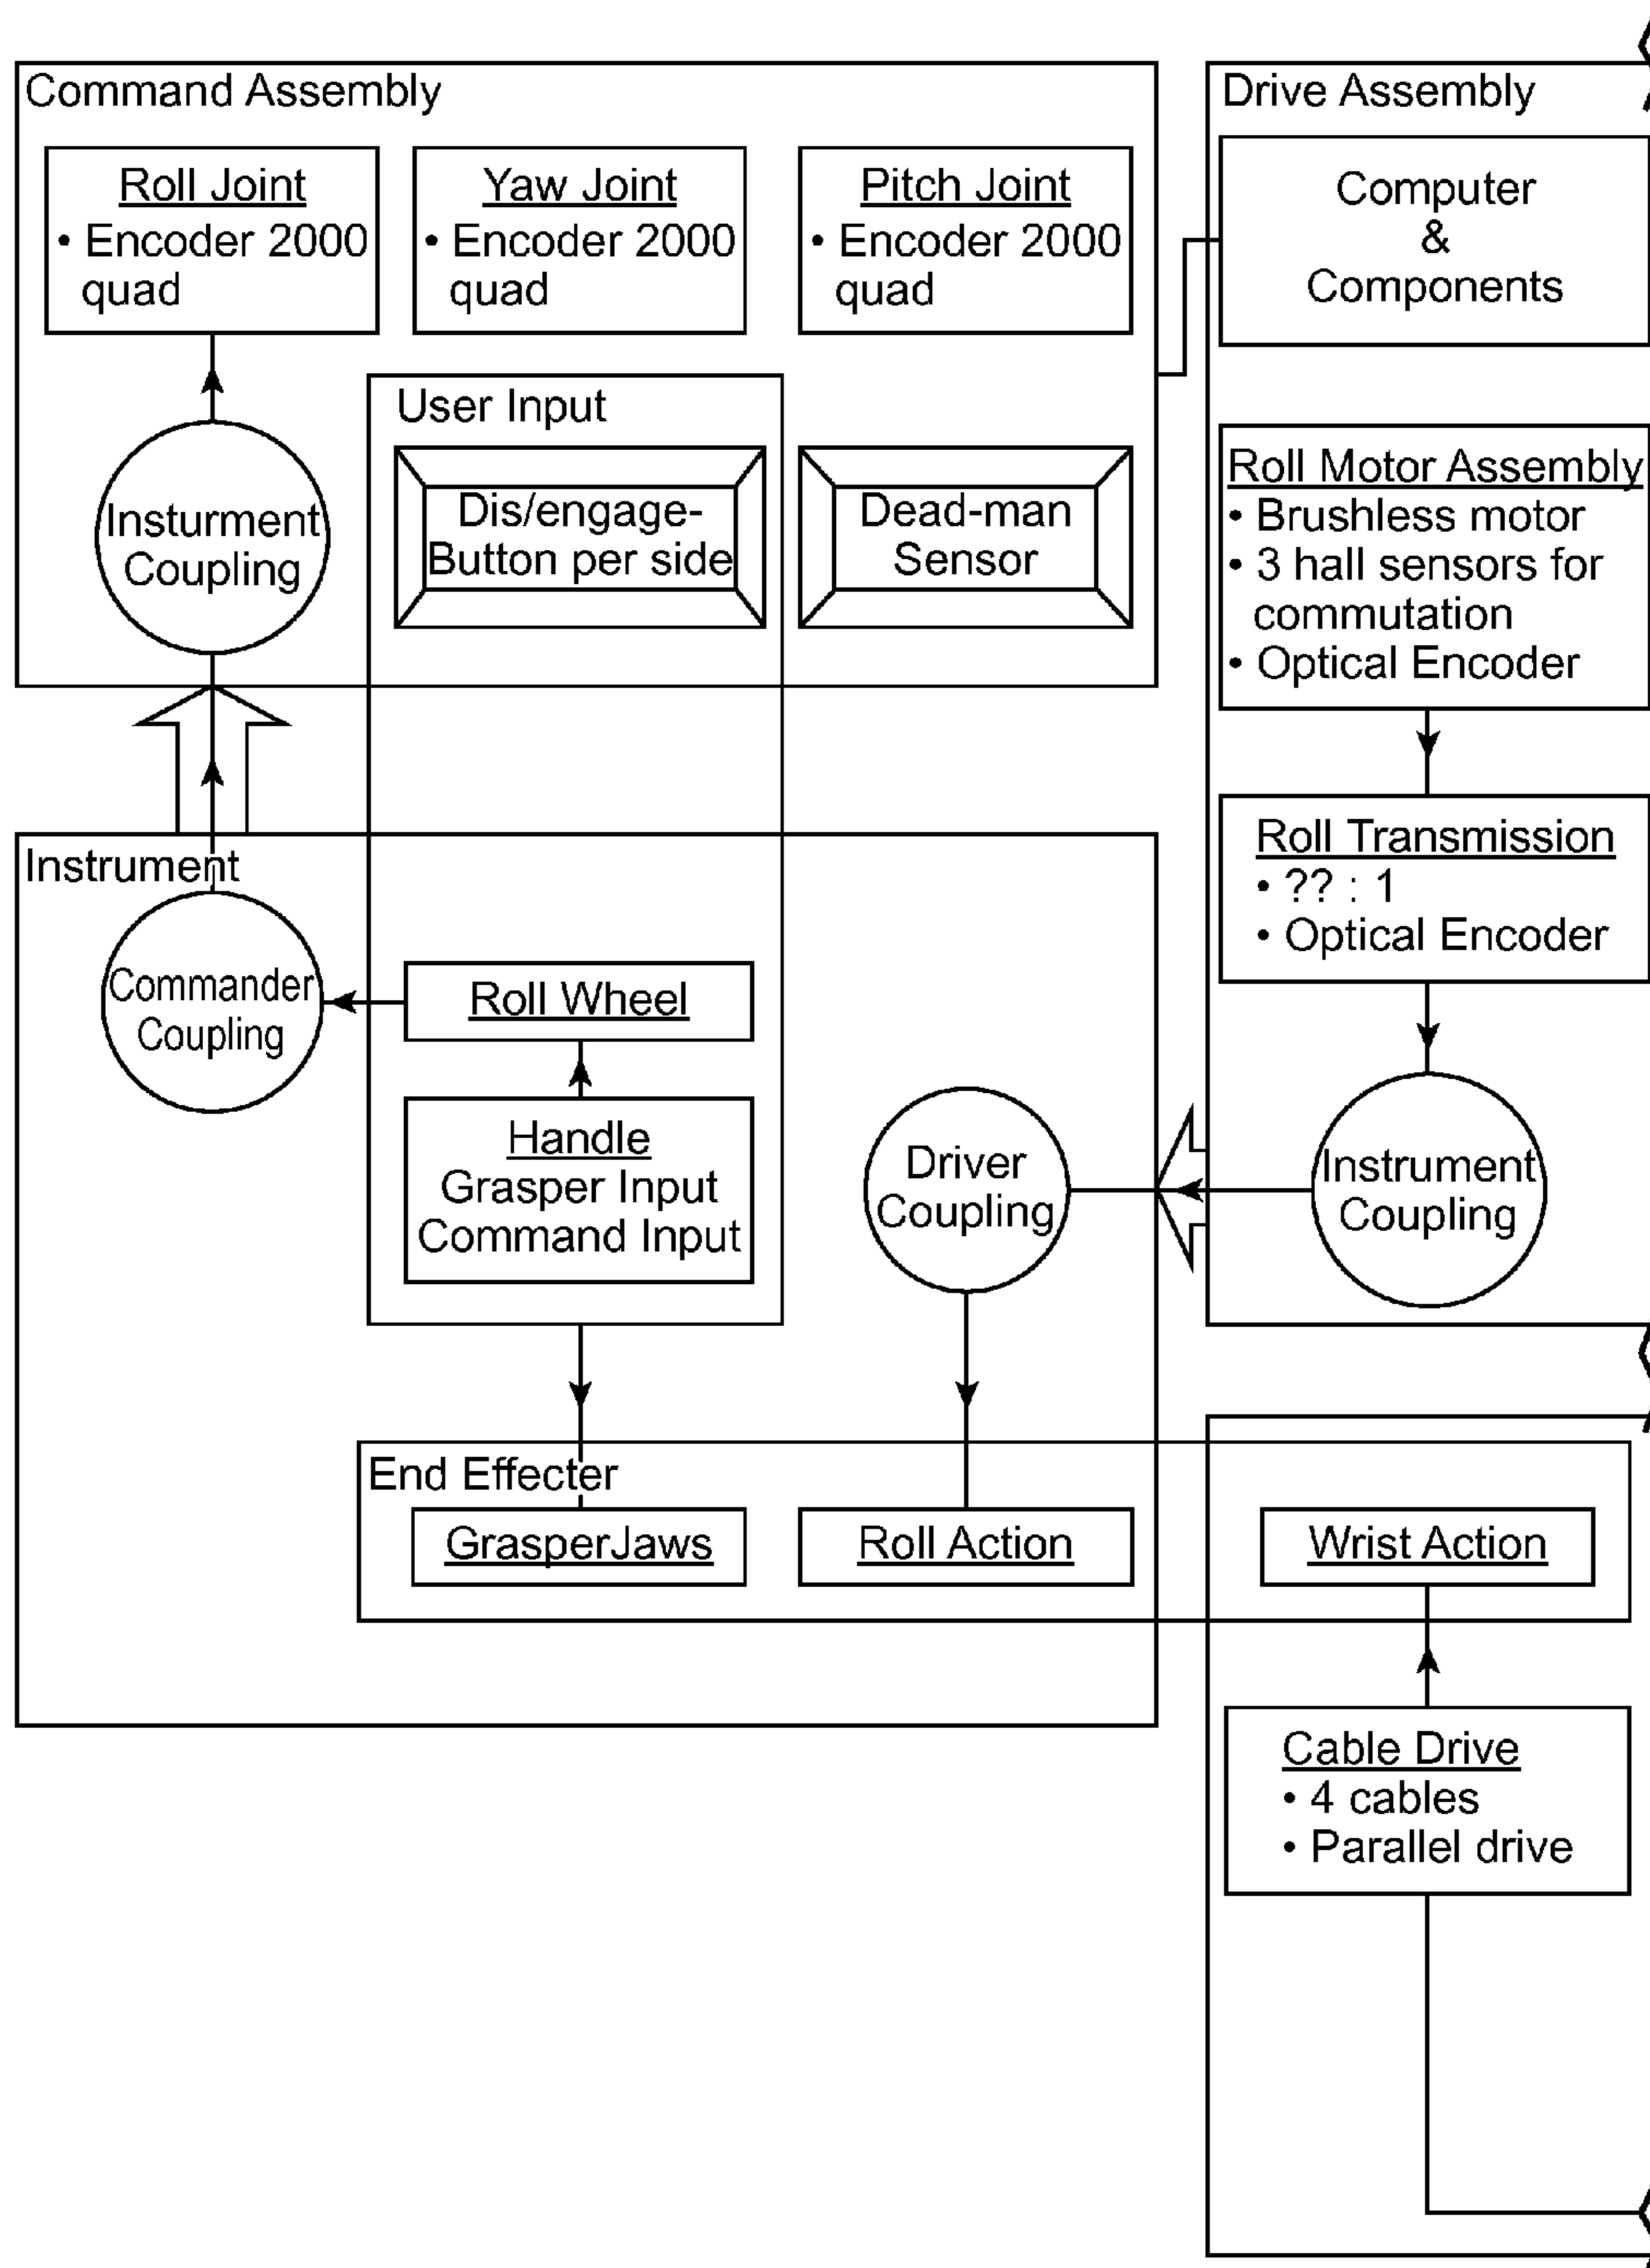 Command Assembly
Roll Joint
• Encoder 2000
quad
Yaw Joint
• Encoder 2000
quad
Pitch Joint
• Encoder 2000
quad
User Input
Dis/engage-
Button per side
Dead-man
Sensor
Insturment
Coupling
Drive Assembly
Computer
&
Components
Roll Motor Assembly
• Brushless motor
• 3 hall sensors for
commutation
• Optical Encoder
Roll Transmission
• ?? : 1
• Optical Encoder
Instrument
Coupling
Instrument
Commander
Coupling
Roll Wheel
Handle
Grasper Input
Command Input
Driver
Coupling
End Effecter
GrasperJaws
Roll Action
Wrist Action
Cable Drive
• 4 cables
• Parallel drive